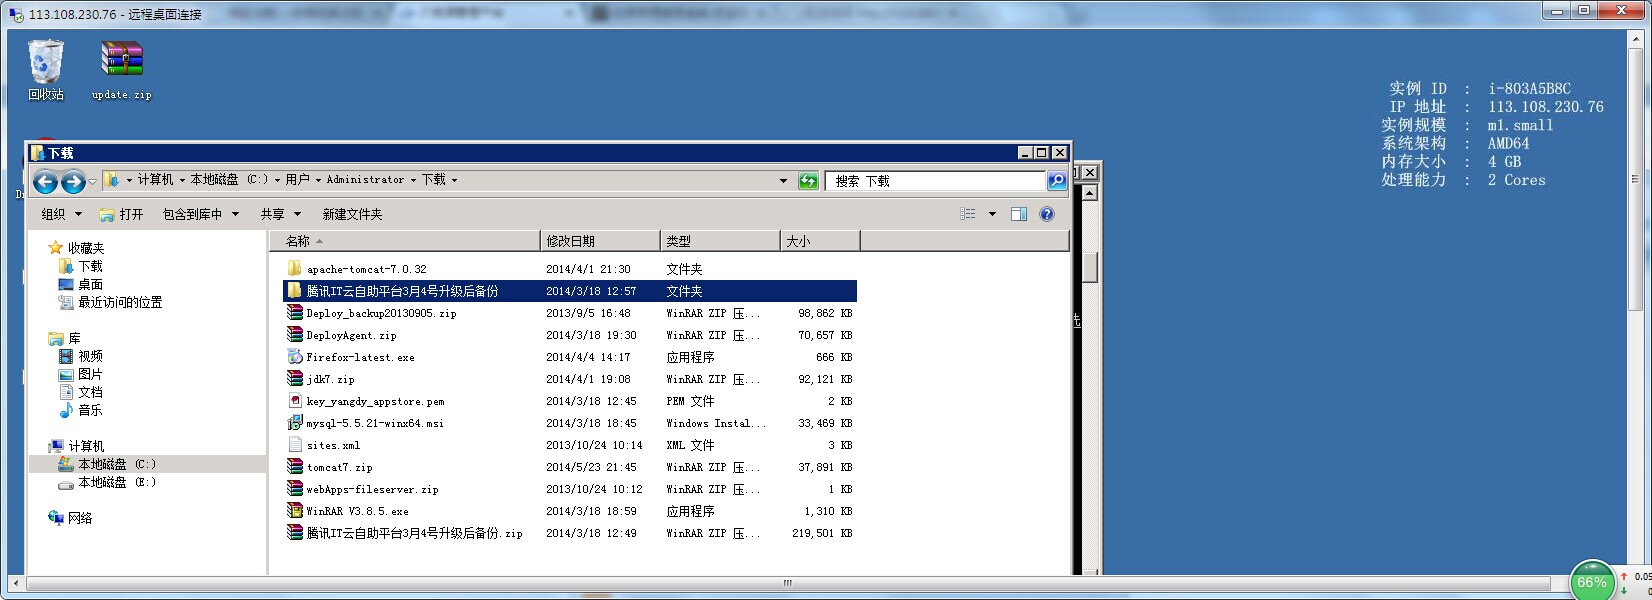 113.108.230.76 - 远程桌面连接
回收站
update.zip
实例 ID : i-803A5B8C
IP 地址 : 113.108.230.76
实例规模 : m1.small
系统架构 : AMD64
内存大小 : 4 GB
处理能力 : 2 Cores
下载
计算机 本地磁盘 (C:) 用户 Administrator 下载
搜索 下载
组织 打开 包含到库中 共享 新建文件夹
收藏夹
下载
桌面
最近访问的位置
库
视频
图片
文档
音乐
计算机
本地磁盘 (C:)
本地磁盘 (E:)
网络
名称 修改日期 类型 大小
apache-tomcat-7.0.32 2014/4/1 21:30 文件夹
腾讯IT云自助平台3月4号升级后备份 2014/3/18 12:57 文件夹
Deploy_backup20130905.zip 2013/9/5 16:48 WinRAR ZIP 压... 98,862 KB
DeployAgent.zip 2014/3/18 19:30 WinRAR ZIP 压... 70,657 KB
Firefox-latest.exe 2014/4/4 14:17 应用程序 666 KB
jdk7.zip 2014/4/1 19:08 WinRAR ZIP 压... 92,121 KB
key_yangdy_appstore.pem 2014/3/18 12:45 PEM 文件 2 KB
mysql-5.5.21-winx64.msi 2014/3/18 18:45 Windows Instal... 33,469 KB
sites.xml 2013/10/24 10:14 XML 文件 3 KB
tomcat7.zip 2014/5/23 21:45 WinRAR ZIP 压... 37,891 KB
webApps-fileserver.zip 2013/10/24 10:12 WinRAR ZIP 压... 1 KB
WinRAR V3.8.5.exe 2014/3/18 18:59 应用程序 1,310 KB
腾讯IT云自助平台3月4号升级后备份.zip 2014/3/18 12:49 WinRAR ZIP 压... 219,501 KB
66%
0.05